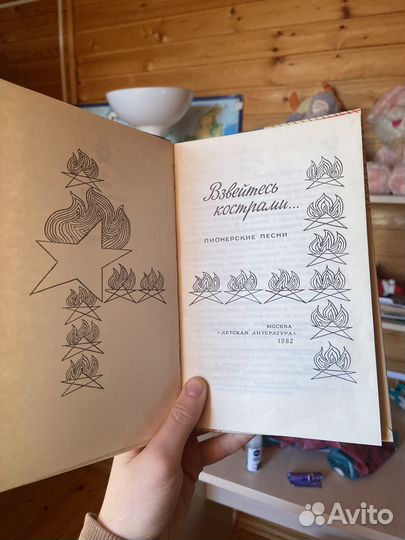 Взвейтесь
кострами...
ПИОНЕРСКИЕ ПЕСНИ
МОСКВА
«ДЕТСКАЯ ЛИТЕРАТУРА»
1982
Avito